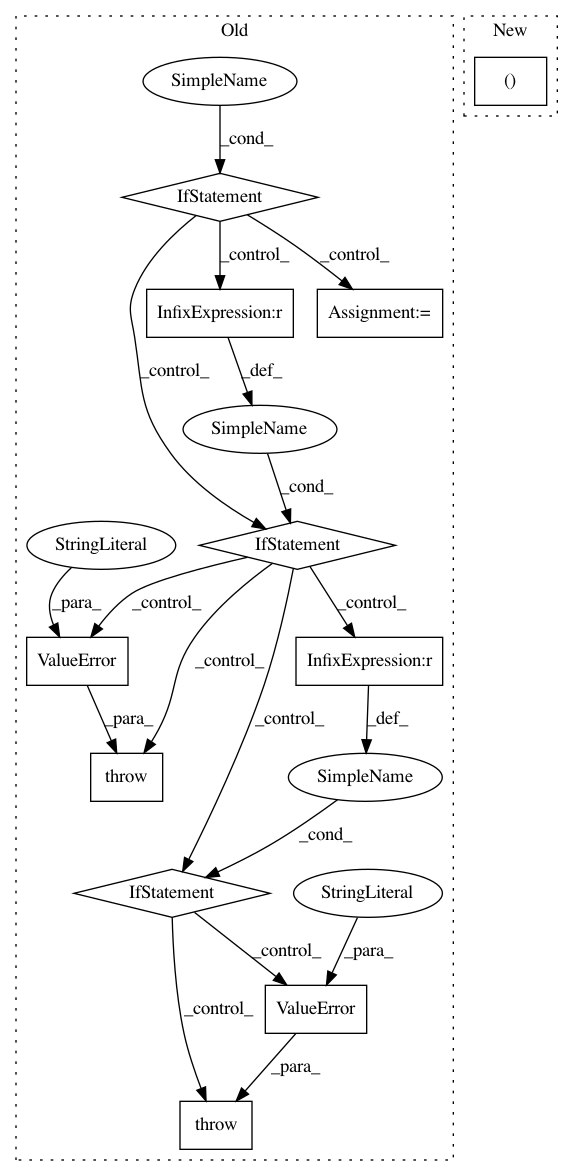 Old
New
SimpleName
()
_cond_
IfStatement
_control_
_control_
InfixExpression:r
Assignment:=
_control_
_def_
SimpleName
_cond_
StringLiteral
IfStatement
_para_
_control_
_control_
ValueError
_control_
InfixExpression:r
_control_
_para_
_def_
throw
SimpleName
_cond_
IfStatement
StringLiteral
_control_
_para_
_control_
ValueError
_para_
throw